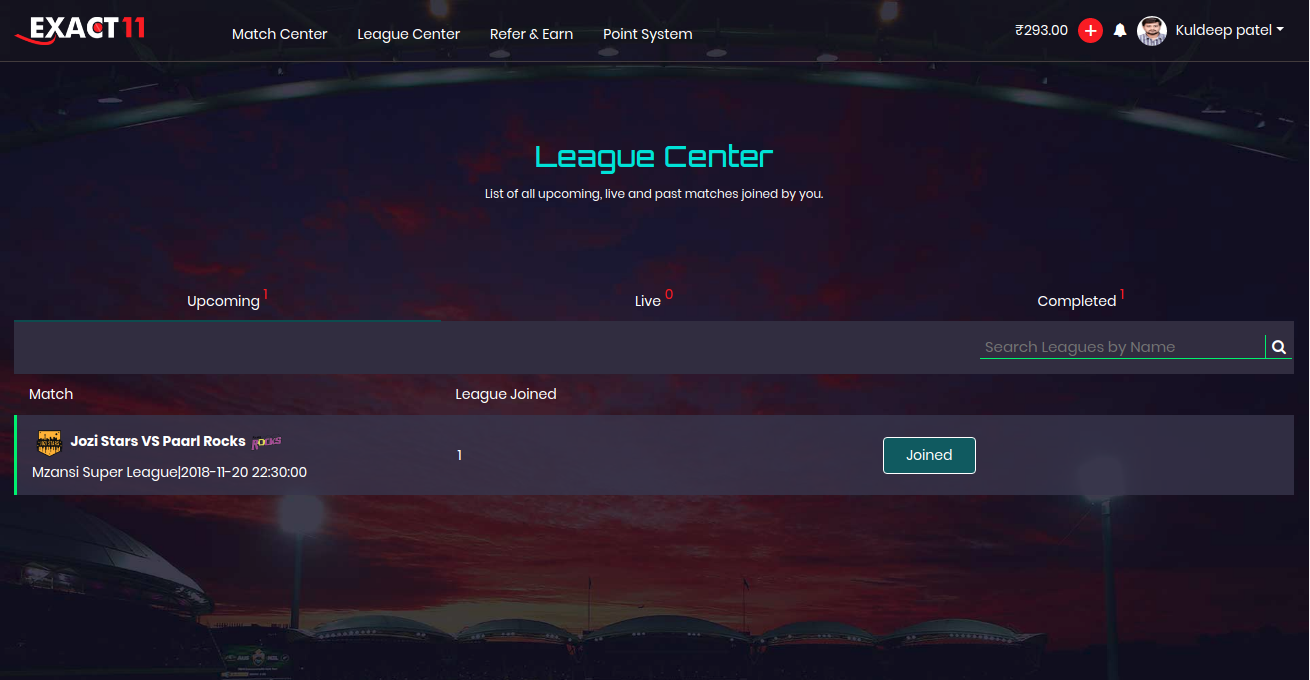 EXACT11
Match Center League Center Refer & Earn Point System
₹293.00 Kuldeep patel
League Center
List of all upcoming, live and past matches joined by you.
Upcoming 1 Live 0 Completed 1
Search Leagues by Name
Match League Joined
Jozi Stars VS Paarl Rocks ROCKS
Mzansi Super League|2018-11-20 22:30:00
1
Joined